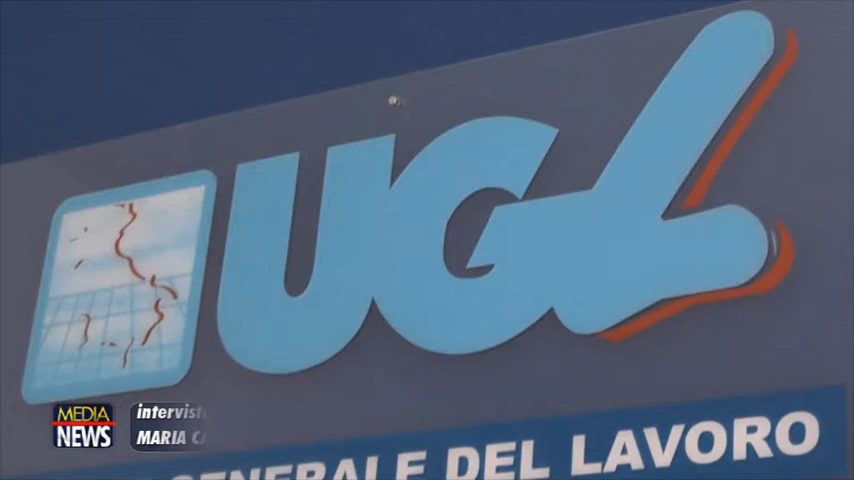 UGL
GENERALE DEL LAVORO
MEDIA
NEWS
MARIA